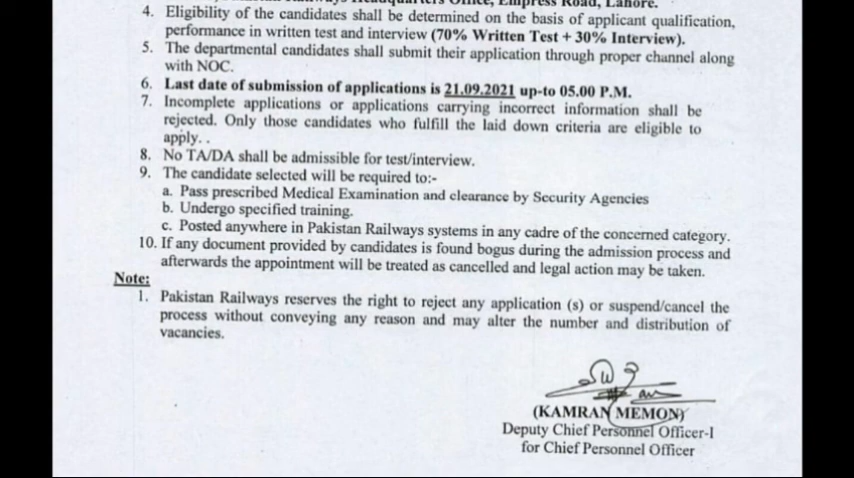 Headquarters Office, Empress Road, Lahore.
4. Eligibility of the candidates shall be determined on the basis of applicant qualification,
performance in written test and interview (70% Written Test + 30% Interview).
5. The departmental candidates shall submit their application through proper channel along
with NOC.
6. Last date of submission of applications is 21.09.2021 up-to 05.00 P.M.
7. Incomplete applications or applications carrying incorrect information shall be
rejected. Only those candidates who fulfill the laid down criteria are eligible to
apply. .
8. No TA/DA shall be admissible for test/interview.
9. The candidate selected will be required to:-
a. Pass prescribed Medical Examination and clearance by Security Agencies
b. Undergo specified training.
c. Posted anywhere in Pakistan Railways systems in any cadre of the concerned category.
10. If any document provided by candidates is found bogus during the admission process and
afterwards the appointment will be treated as cancelled and legal action may be taken.
Note:
1. Pakistan Railways reserves the right to reject any application (s) or suspend/cancel the
process without conveying any reason and may alter the number and distribution of
vacancies.
(KAMRAN MEMON)
Deputy Chief Personnel Officer-I
for Chief Personnel Officer